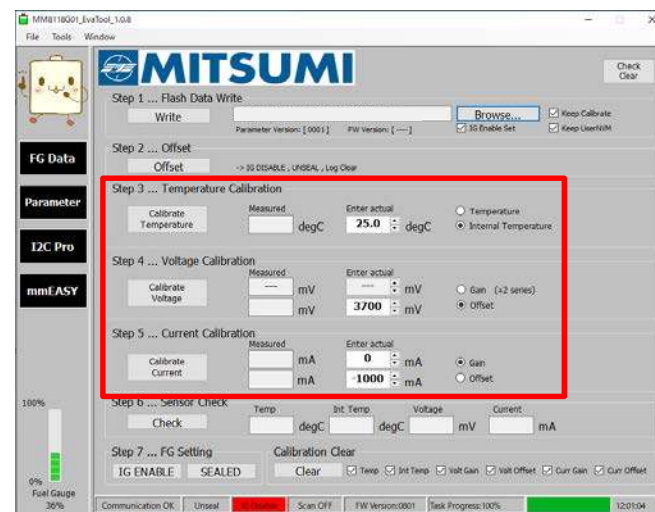 MM8118G01_EvaTool_1.0.8
File Tools Window
MITSUMI
Check Clear
Step 1 ... Flash Data Write
Write
Browse...
Keep Calibrate
Parameter Version: [ 0001 ] FW Version: [ ---- ]
IG Enable Set
Keep UserNVM
Step 2 ... Offset
Offset
-> IG DISABLE , UNSEAL , Log Clear
FG Data
Parameter
I2C Pro
mmEASY
Step 3 ... Temperature Calibration
Measured Enter actual
Calibrate Temperature
degC 25.0 degC
Temperature
Internal Temperature
Step 4 ... Voltage Calibration
Measured Enter actual
Calibrate Voltage
--- mV --- mV
Gain (±2 series)
mV 3700 mV
Offset
Step 5 ... Current Calibration
Measured Enter actual
Calibrate Current
mA 0 mA
Gain
mA -1000 mA
Offset
Step 6 ... Sensor Check
Temp Int Temp Voltage Current
Check
degC degC mV mA
Step 7 ... FG Setting
IG ENABLE SEALED
Calibration Clear
Clear
Temp Int Temp Volt Gain Volt Offset Curr Gain Curr Offset
100%
0%
Fuel Gauge
36%
Communication OK Unseal IG Disable Scan OFF FW Version:0601 Task Progress:100% 12:01:04